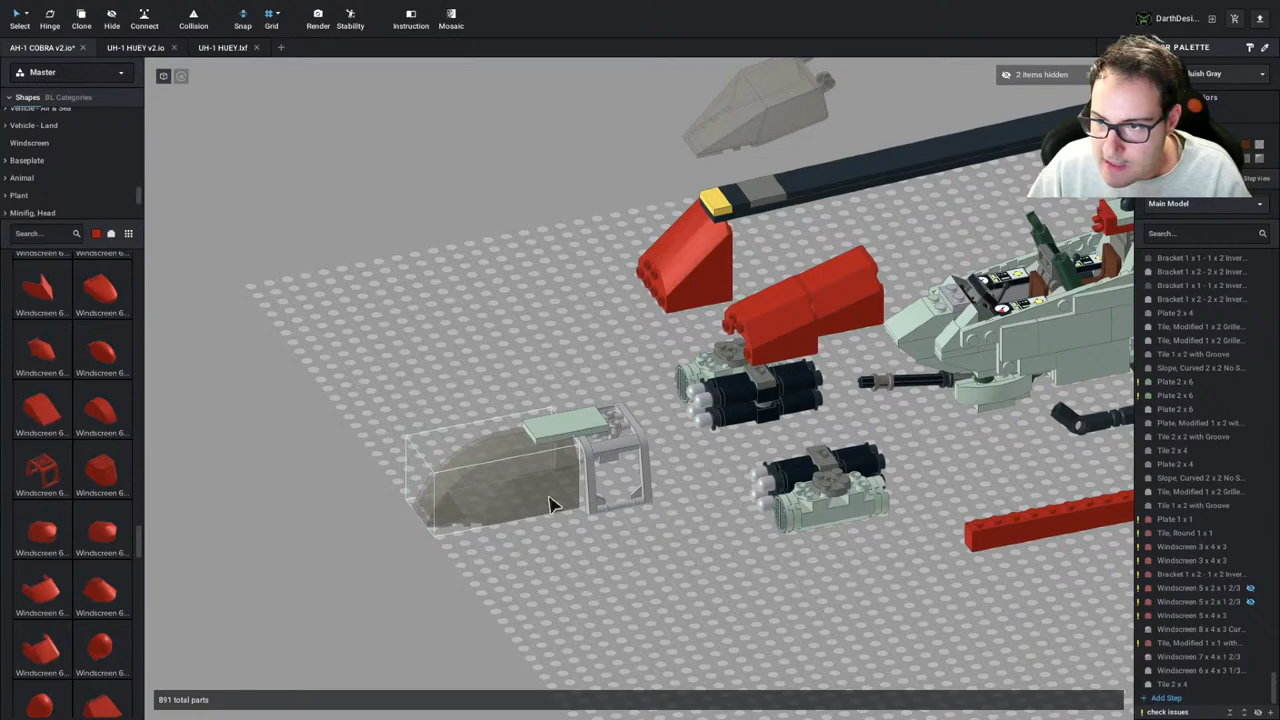 Select
Hinge
Clone
Hide
Connect
Collision
Snap
Grid
Render
Stability
Instruction
Mosaic
DarthDesi...
AH-1 COBRA v2.io*
UH-1 HUEY v2.io
UH-1 HUEY.lxf
PALETTE
Master
2 items hidden
luish Gray
Shapes
BL Categories
Vehicle - Air & Sea
Vehicle - Land
Windscreen
Baseplate
Animal
Plant
Minifig, Head
Step view
Main Model
Search...
Search...
Windscreen 6... Windscreen 6...
Windscreen 6... Windscreen 6...
Windscreen 6... Windscreen 6...
Windscreen 6... Windscreen 6...
Windscreen 6... Windscreen 6...
Windscreen 6... Windscreen 6...
Windscreen 6... Windscreen 6...
Bracket 1 x 1 - 1 x 2 Inver...
Bracket 1 x 2 - 2 x 2 Inver...
Bracket 1 x 1 - 1 x 2 Inver...
Bracket 1 x 2 - 2 x 2 Inver...
Plate 2 x 4
Tile, Modified 1 x 2 Grille...
Tile, Modified 1 x 2 Grille...
Tile 1 x 2 with Groove
Slope, Curved 2 x 2 No S...
Plate 2 x 6
Plate 2 x 6
Plate 2 x 6
Plate, Modified 1 x 2 wit...
Tile 2 x 4
Tile 2 x 4
Plate 2 x 4
Slope, Curved 2 x 2 No S...
Tile, Modified 1 x 2 Grille...
Tile 1 x 2 with Groove
Plate 1 x 1
Tile, Round 1 x 1
Windscreen 3 x 4 x 3
Windscreen 3 x 4 x 3
Bracket 1 x 2 - 1 x 2 Inver...
Windscreen 5 x 2 x 1 2/3
Windscreen 5 x 2 x 1 2/3
Windscreen 5 x 4 x 3
Windscreen 8 x 4 x 3 Cur...
Tile, Modified 1 x 1 with...
Windscreen 7 x 4 x 1 2/3
Windscreen 6 x 4 x 3 1/3...
Tile 2 x 4
Add Step
check issues
891 total parts